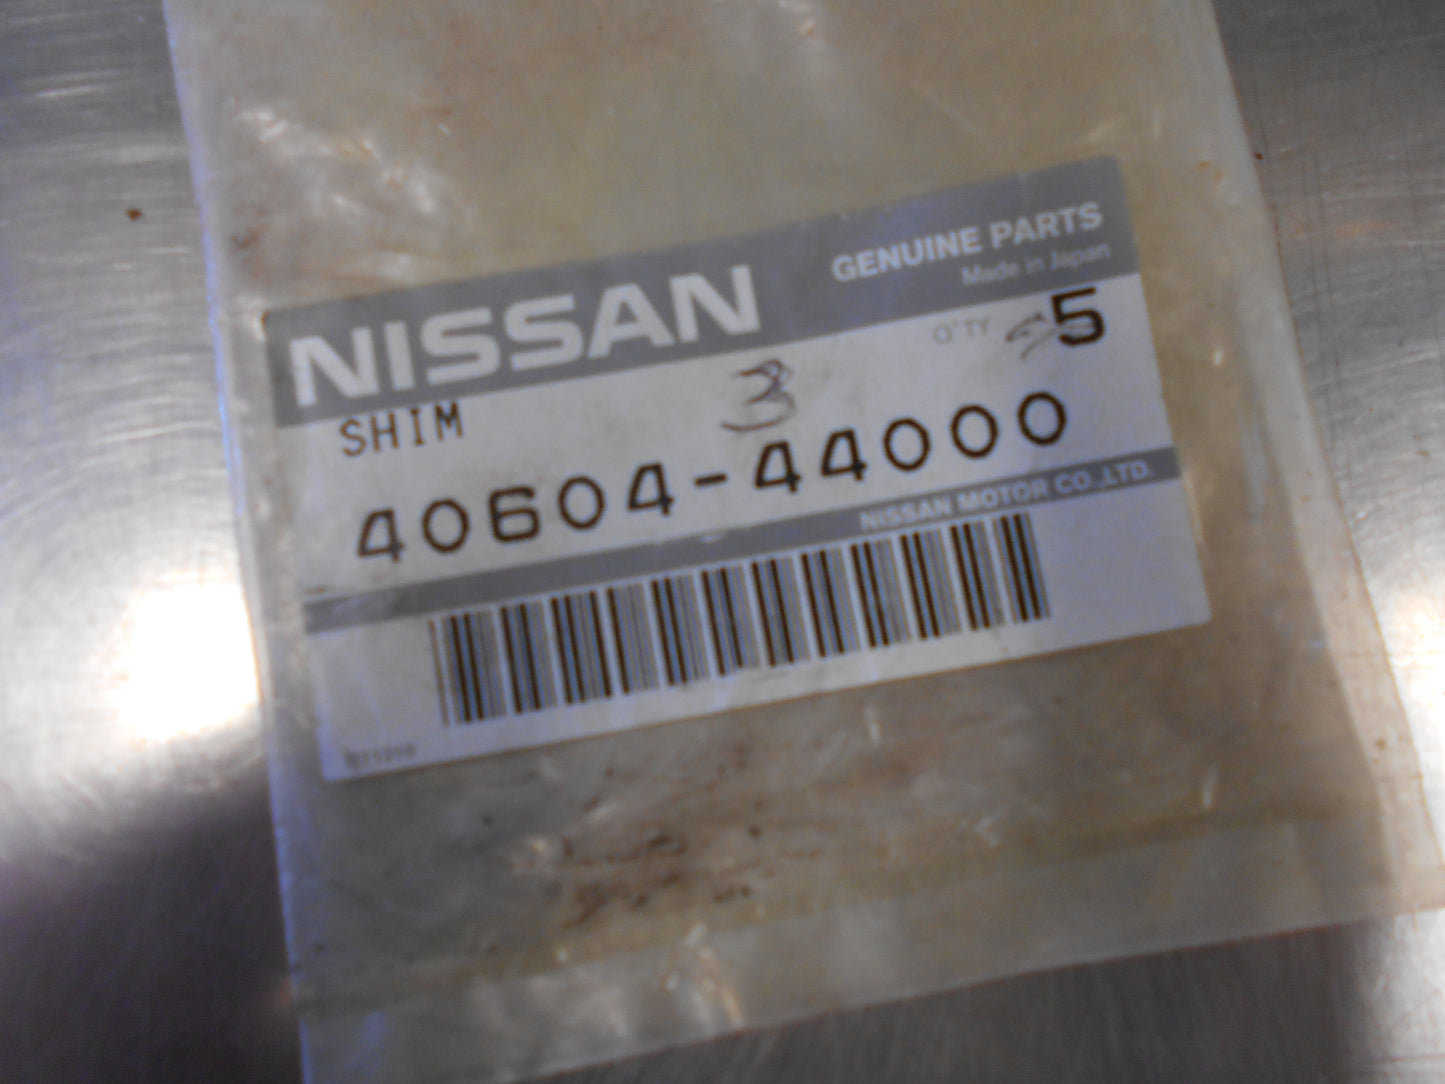 NISSAN
GENUINE PARTS
Made in Japan
Q'TY 5
SHIM
3
40604-44000
NISSAN MOTOR CO.,LTD.